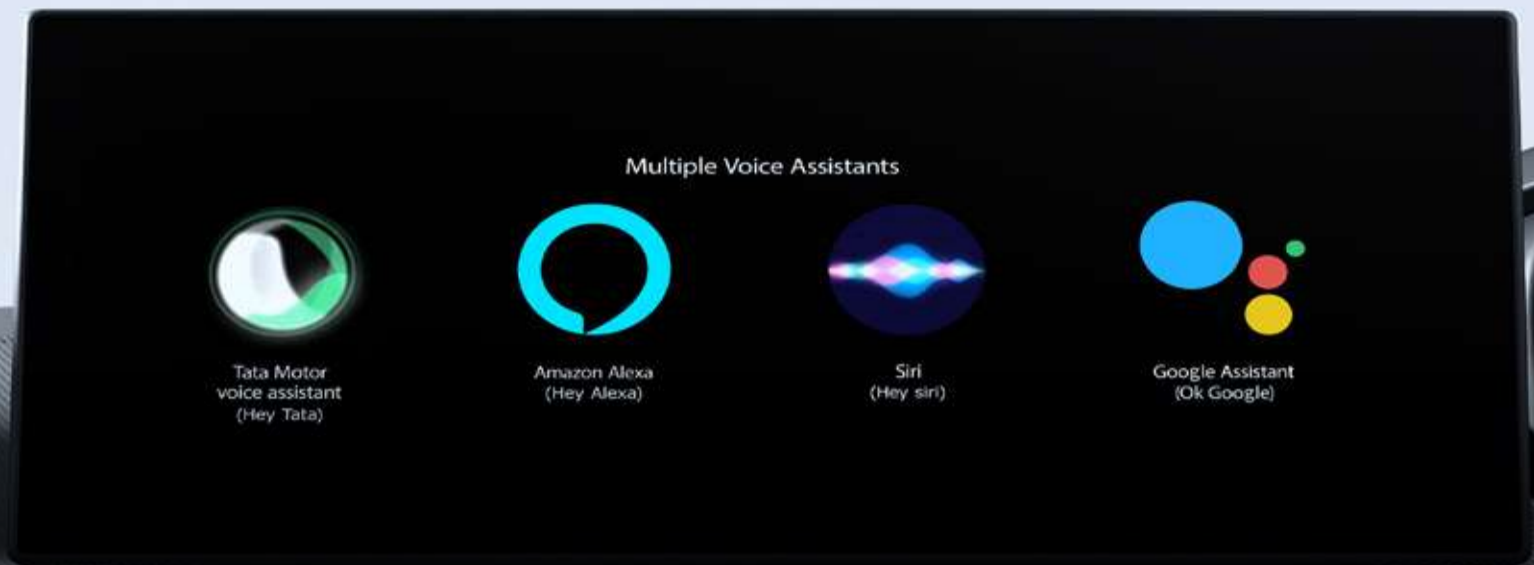 Multiple Voice Assistants
Tata Motor
voice assistant
(Hey Tata)
Amazon Alexa
(Hey Alexa)
Siri
(Hey siri)
Google Assistant
(Ok Google)